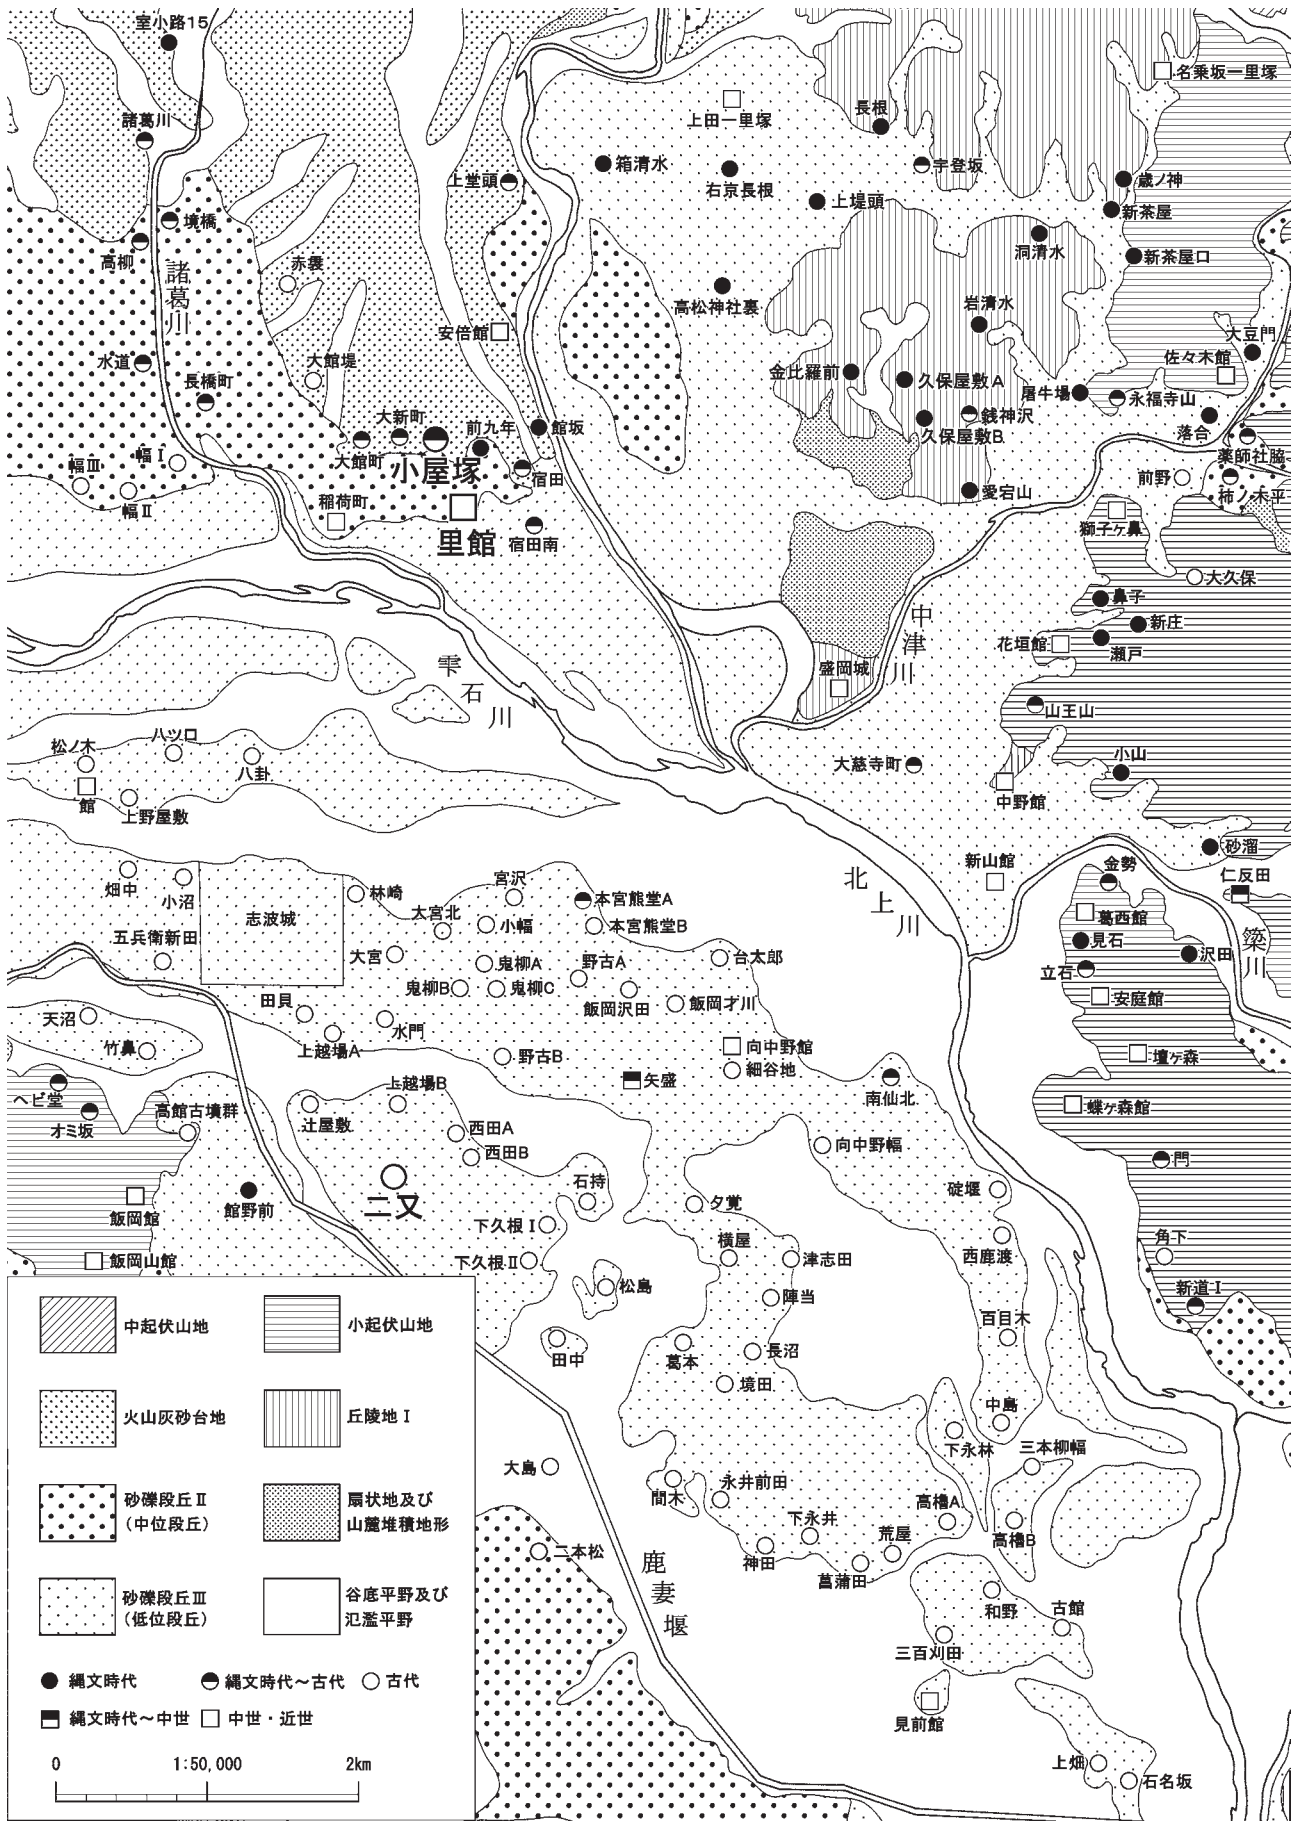 室小路15
名乗坂一里塚
諸葛川
上田一里塚
長根
上堂頭
箱清水
右京長根
宇登坂
歳ノ神
上堤頭
新茶屋
境橋
高柳
諸葛川
赤袰
洞清水
新茶屋口
高松神社裏
岩清水
安倍館
大豆門
水道
大館堤
佐々木館
長橋町
金比羅前
久保屋敷A
屠牛場
永福寺山
大新町
前九年
館坂
久保屋敷B
銭神沢
落合
大館町
小屋塚
薬師社脇
幅Ⅲ
幅Ⅰ
宿田
前野
幅Ⅱ
稲荷町
愛宕山
柿ノ木平
里館
宿田南
獅子ヶ鼻
大久保
鼻子
中津川
新庄
花垣館
瀬戸
雫石川
盛岡城
山王山
松ノ木
八ツ口
八卦
大慈寺町
小山
館
上野屋敷
中野館
砂溜
新山館
金勢
仁反田
畑中
小沼
志波城
林崎
宮沢
本宮熊堂A
北上川
葛西館
大宮北
小幅
本宮熊堂B
見石
簗川
五兵衛新田
大宮
鬼柳A
野古A
台太郎
立石
沢田
鬼柳B
鬼柳C
飯岡沢田
飯岡才川
安庭館
天沼
田貝
水門
竹鼻
上越場A
野古B
向中野館
壇ヶ森
細谷地
ヘビ堂
上越場B
矢盛
南仙北
蝶ヶ森館
オミ坂
高館古墳群
辻屋敷
西田A
向中野幅
西田B
門
飯岡館
館野前
二又
石持
夕覚
碇堰
下久根Ⅰ
横屋
津志田
西鹿渡
角下
飯岡山館
下久根Ⅱ
松島
陣当
新道Ⅰ
中起伏山地
小起伏山地
田中
葛本
長沼
百目木
境田
火山灰砂台地
丘陵地Ⅰ
中島
下永林
三本柳幅
大島
間木
永井前田
砂礫段丘Ⅱ
(中位段丘)
扇状地及び
山麓堆積地形
高櫓A
高櫓B
二本松
下永井
荒屋
神田
菖蒲田
鹿妻堰
砂礫段丘Ⅲ
(低位段丘)
谷底平野及び
氾濫平野
和野
古館
三百刈田
縄文時代
縄文時代～古代
古代
縄文時代～中世
中世・近世
見前館
0
1:50,000
2km
上畑
石名坂